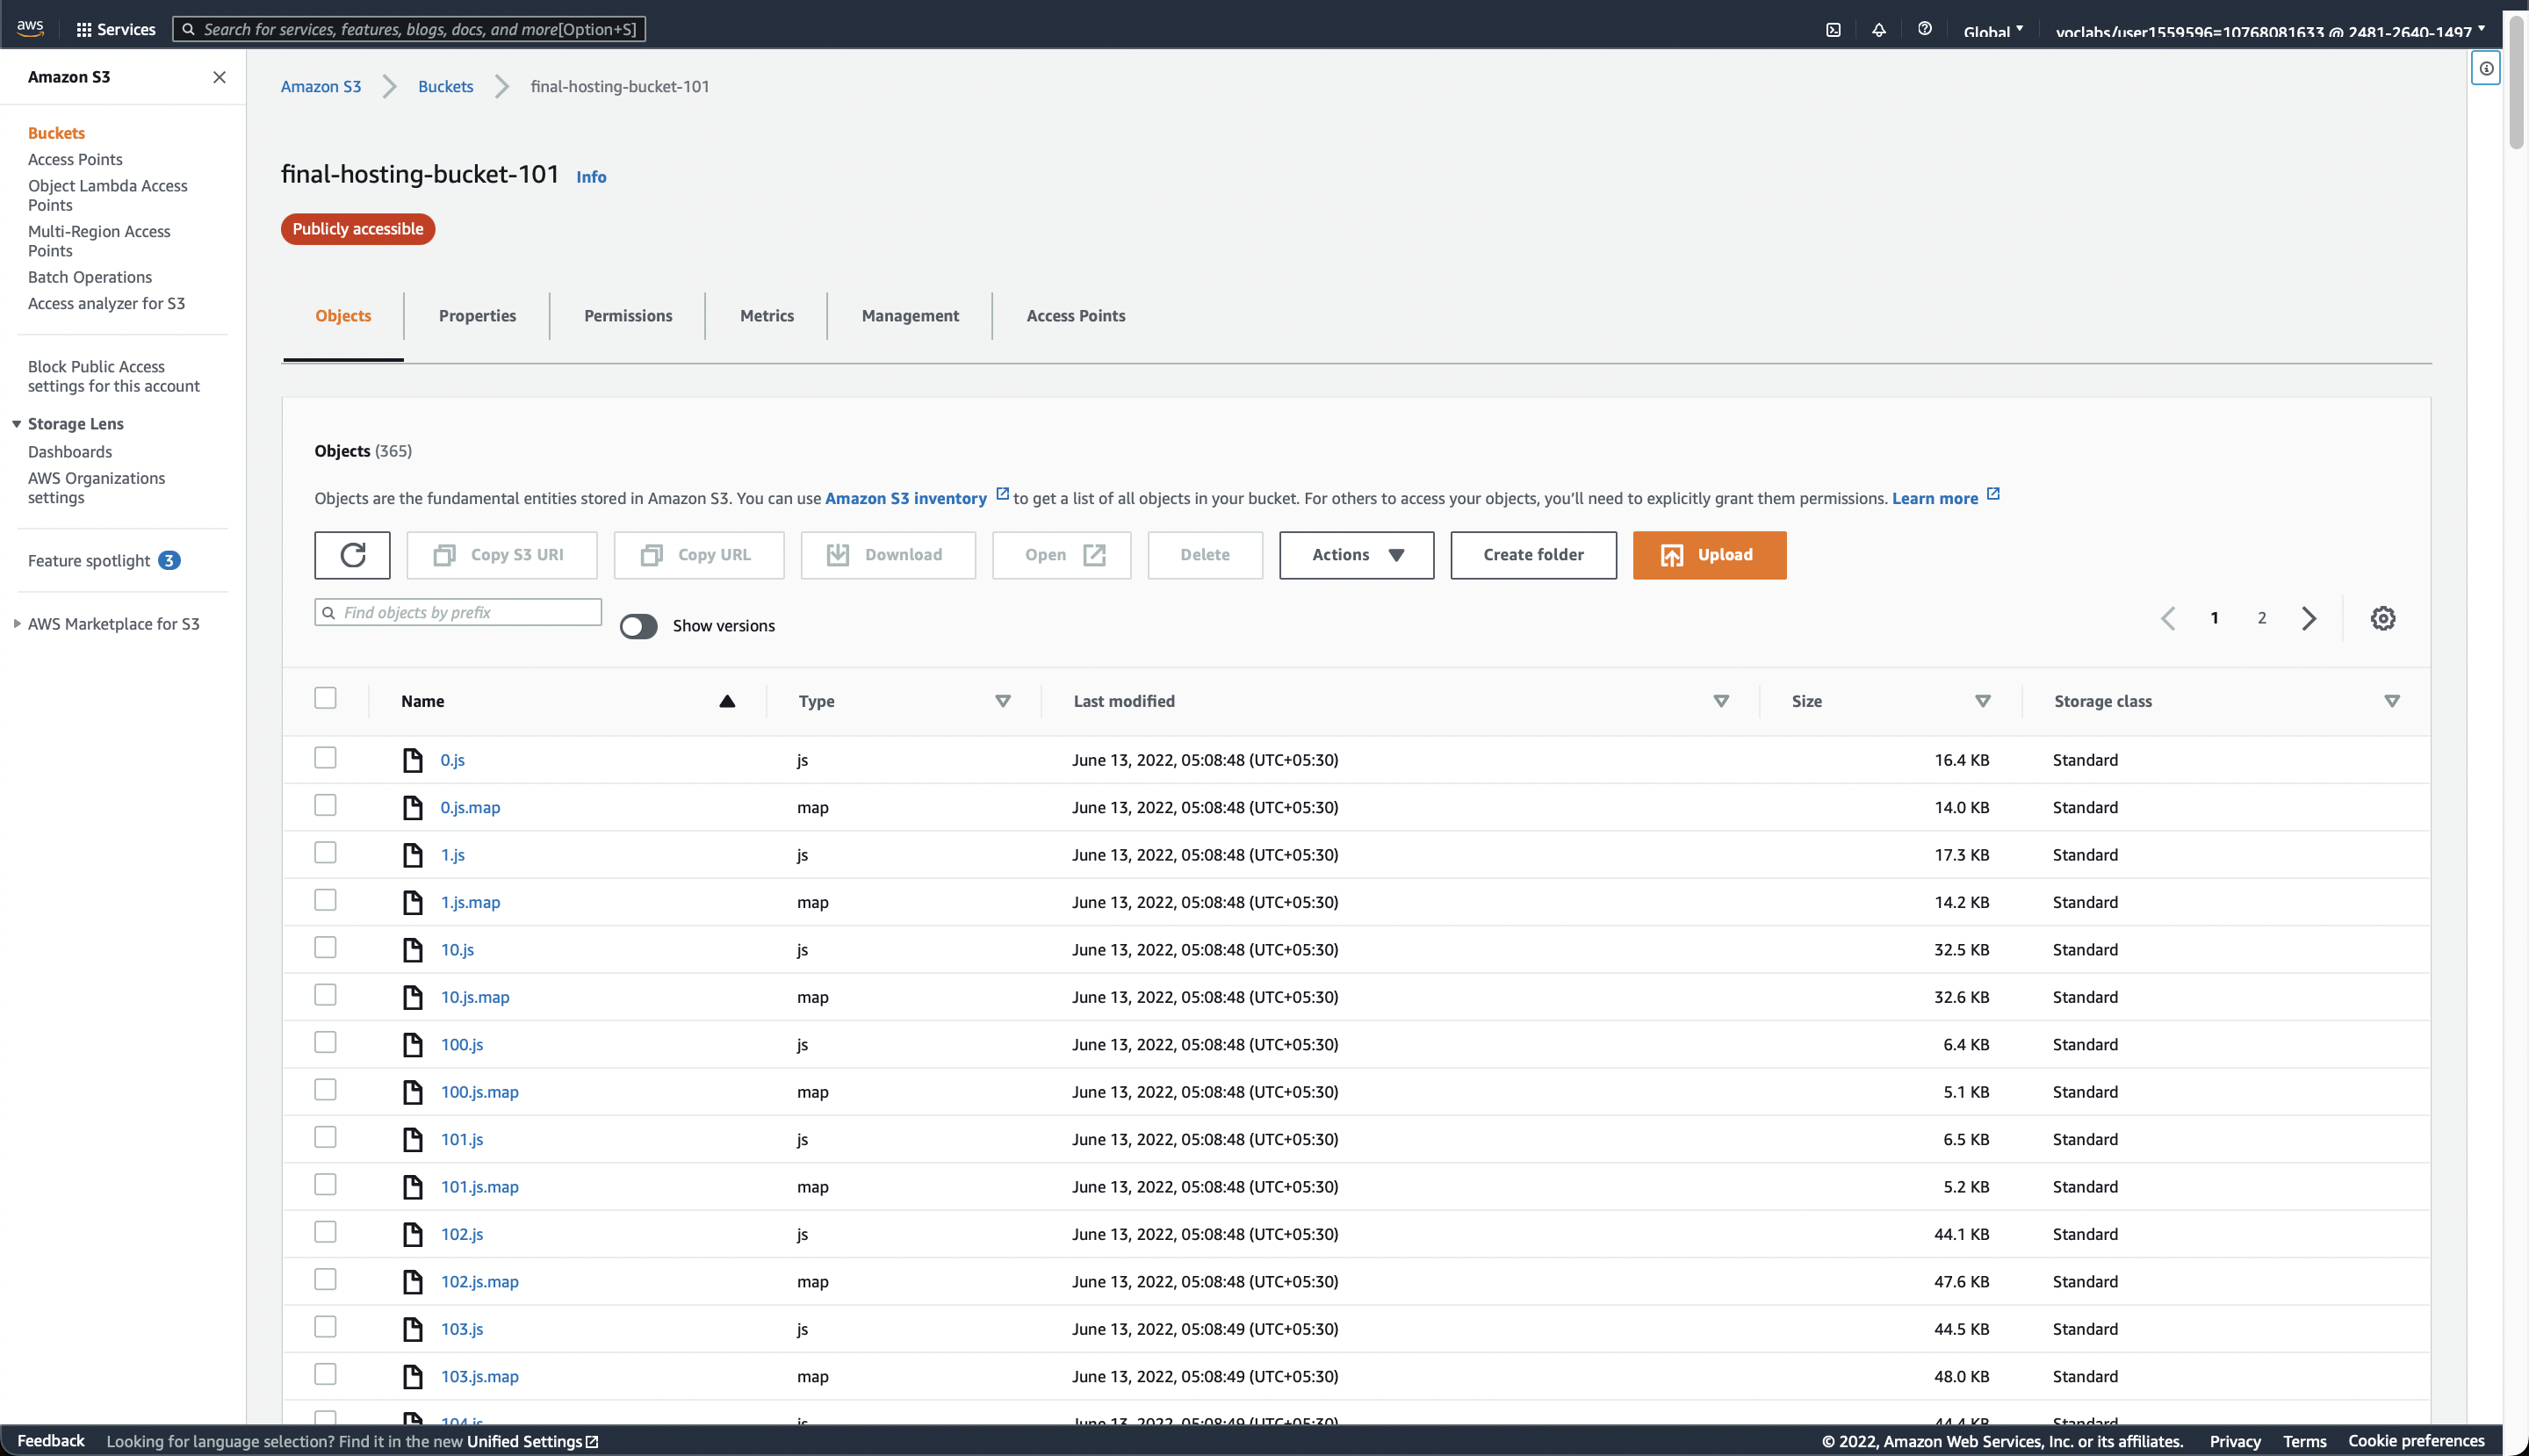 aws
Services
Search for services, features, blogs, docs, and more[Option+S]
Global
voclabs/user1559596=10768081633 @ 2481-2640-1497
Amazon S3
Buckets
Access Points
Object Lambda Access
Points
Multi-Region Access
Points
Batch Operations
Access analyzer for S3
Block Public Access
settings for this account
Storage Lens
Dashboards
AWS Organizations
settings
Feature spotlight 3
AWS Marketplace for S3
Amazon S3 Buckets final-hosting-bucket-101
final-hosting-bucket-101 Info
Publicly accessible
Objects Properties Permissions Metrics Management Access Points
Objects (365)
Objects are the fundamental entities stored in Amazon S3. You can use Amazon S3 inventory to get a list of all objects in your bucket. For others to access your objects, you'll need to explicitly grant them permissions. Learn more
Copy S3 URI Copy URL Download Open Delete Actions Create folder Upload
Find objects by prefix Show versions 1 2
Name Type Last modified Size Storage class
0.js js June 13, 2022, 05:08:48 (UTC+05:30) 16.4 KB Standard
0.js.map map June 13, 2022, 05:08:48 (UTC+05:30) 14.0 KB Standard
1.js js June 13, 2022, 05:08:48 (UTC+05:30) 17.3 KB Standard
1.js.map map June 13, 2022, 05:08:48 (UTC+05:30) 14.2 KB Standard
10.js js June 13, 2022, 05:08:48 (UTC+05:30) 32.5 KB Standard
10.js.map map June 13, 2022, 05:08:48 (UTC+05:30) 32.6 KB Standard
100.js js June 13, 2022, 05:08:48 (UTC+05:30) 6.4 KB Standard
100.js.map map June 13, 2022, 05:08:48 (UTC+05:30) 5.1 KB Standard
101.js js June 13, 2022, 05:08:48 (UTC+05:30) 6.5 KB Standard
101.js.map map June 13, 2022, 05:08:48 (UTC+05:30) 5.2 KB Standard
102.js js June 13, 2022, 05:08:48 (UTC+05:30) 44.1 KB Standard
102.js.map map June 13, 2022, 05:08:48 (UTC+05:30) 47.6 KB Standard
103.js js June 13, 2022, 05:08:49 (UTC+05:30) 44.5 KB Standard
103.js.map map June 13, 2022, 05:08:49 (UTC+05:30) 48.0 KB Standard
104.js js June 13, 2022, 05:08:49 (UTC+05:30) 44.4 KB Standard
Feedback Looking for language selection? Find it in the new Unified Settings © 2022, Amazon Web Services, Inc. or its affiliates. Privacy Terms Cookie preferences